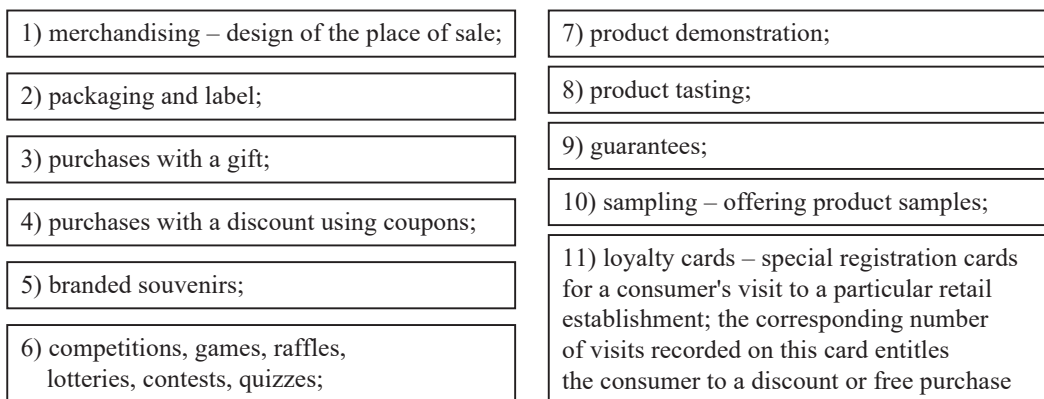 1) merchandising – design of the place of sale;
2) packaging and label;
3) purchases with a gift;
4) purchases with a discount using coupons;
5) branded souvenirs;
6) competitions, games, raffles,
lotteries, contests, quizzes;
7) product demonstration;
8) product tasting;
9) guarantees;
10) sampling – offering product samples;
11) loyalty cards – special registration cards
for a consumer's visit to a particular retail
establishment; the corresponding number
of visits recorded on this card entitles
the consumer to a discount or free purchase